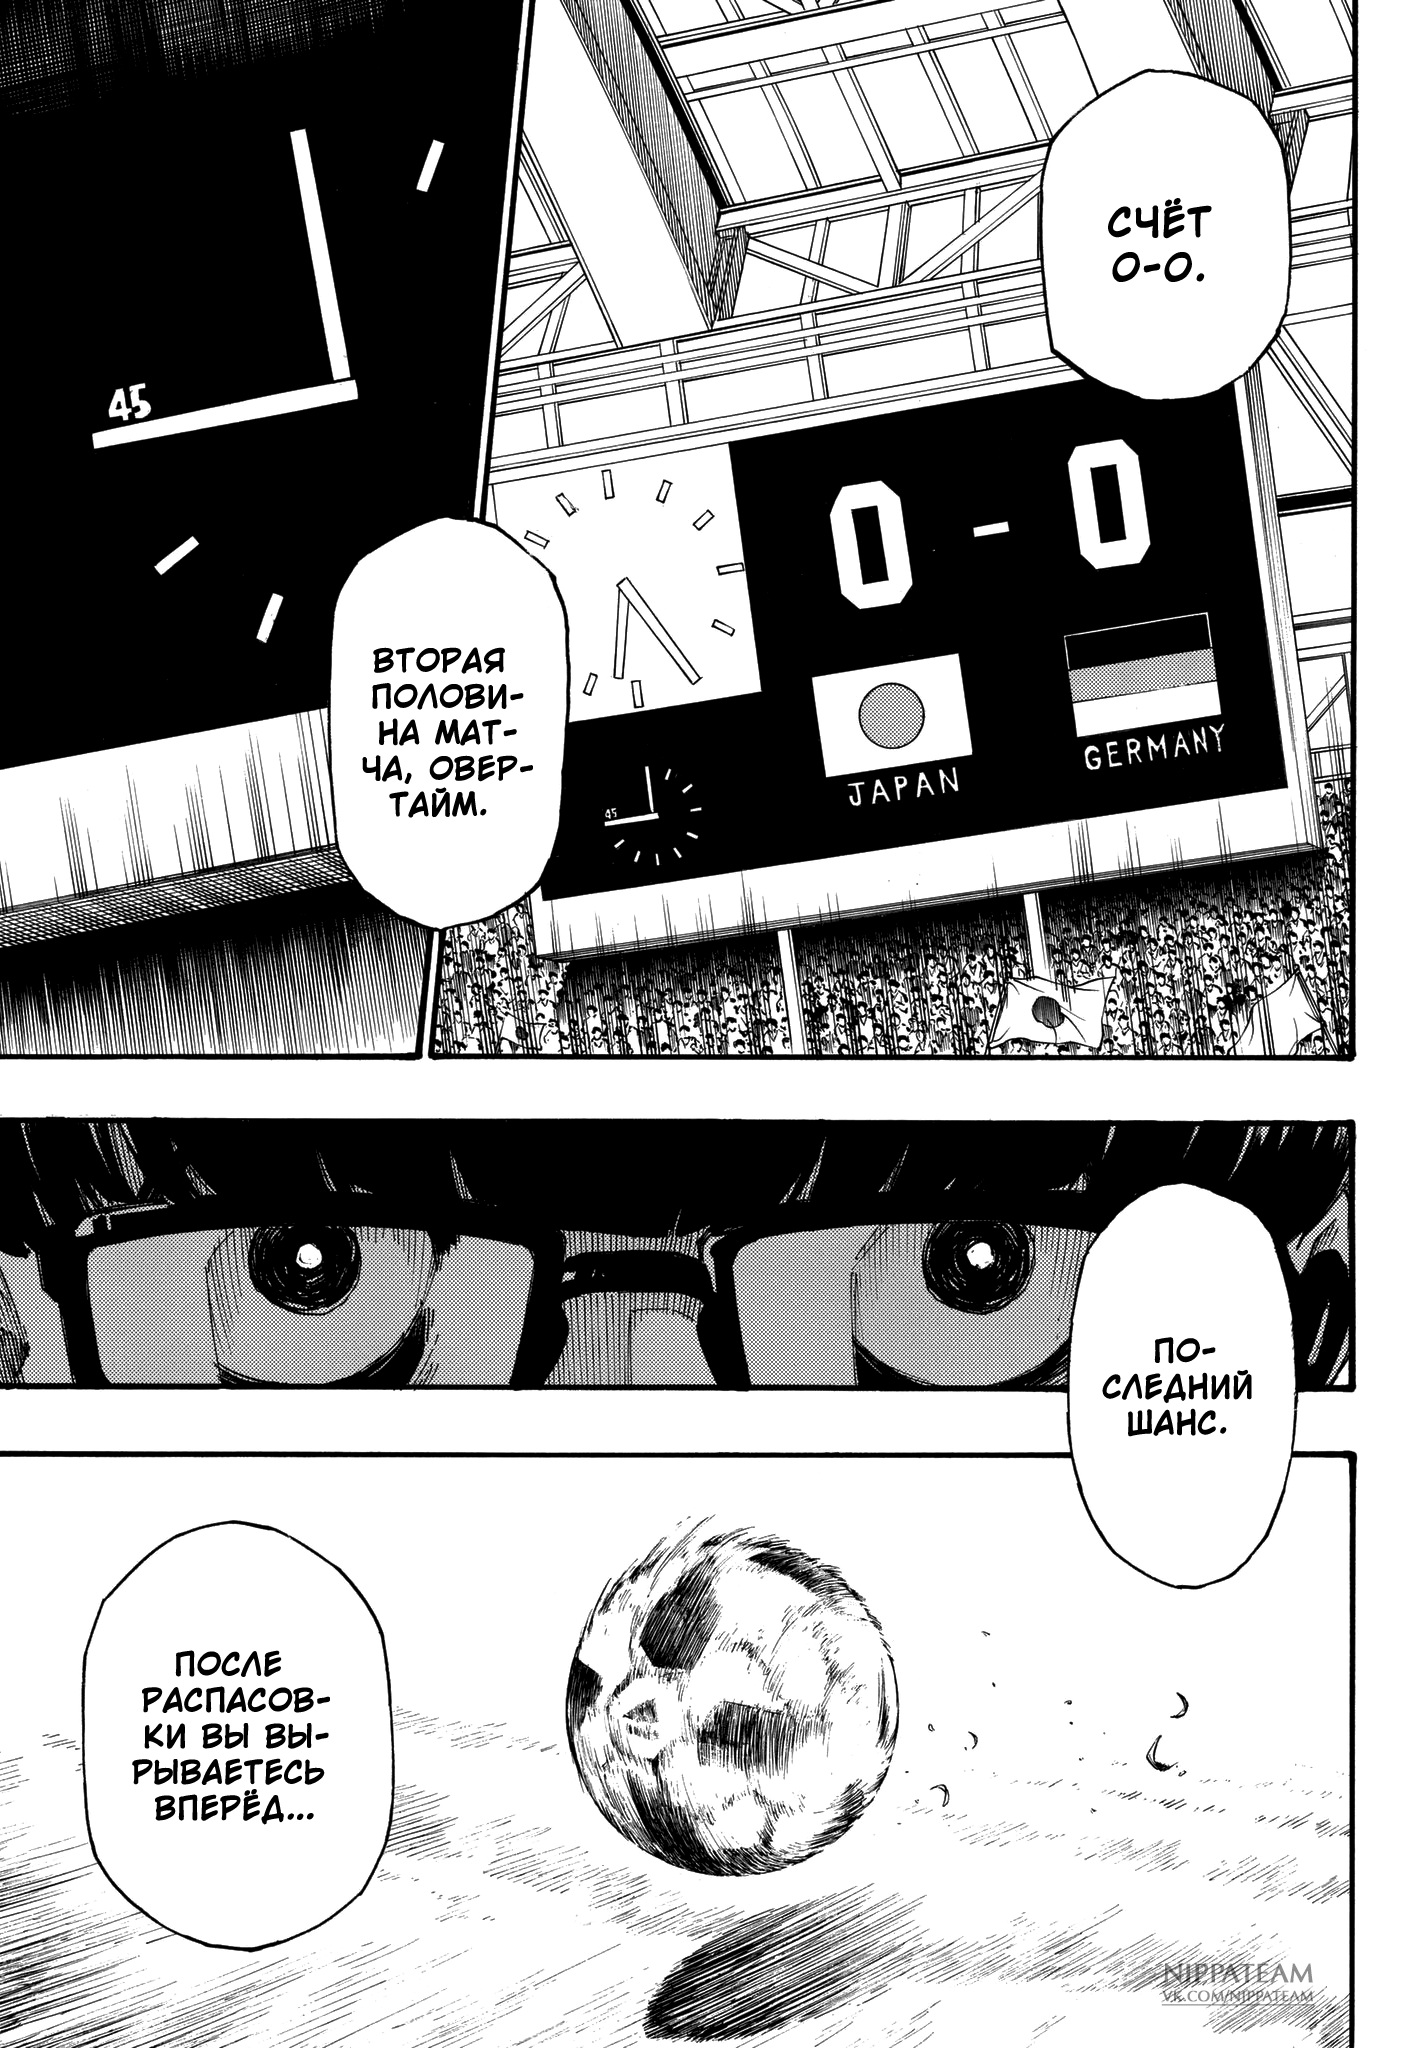 СЧЁТ
0-0.
0 - 0
JAPAN
GERMANY
45
ВТОРАЯ
ПОЛОВИ-
НА МАТ-
ЧА, ОВЕР-
ТАЙМ.
45
ПО-
СЛЕДНИЙ
ШАНС.
ПОСЛЕ
РАСПАСОВ-
КИ ВЫ ВЫ-
РЫВАЕТЕСЬ
ВПЕРЁД...
NIPPATEAM
VK.COM/NIPPATEAM